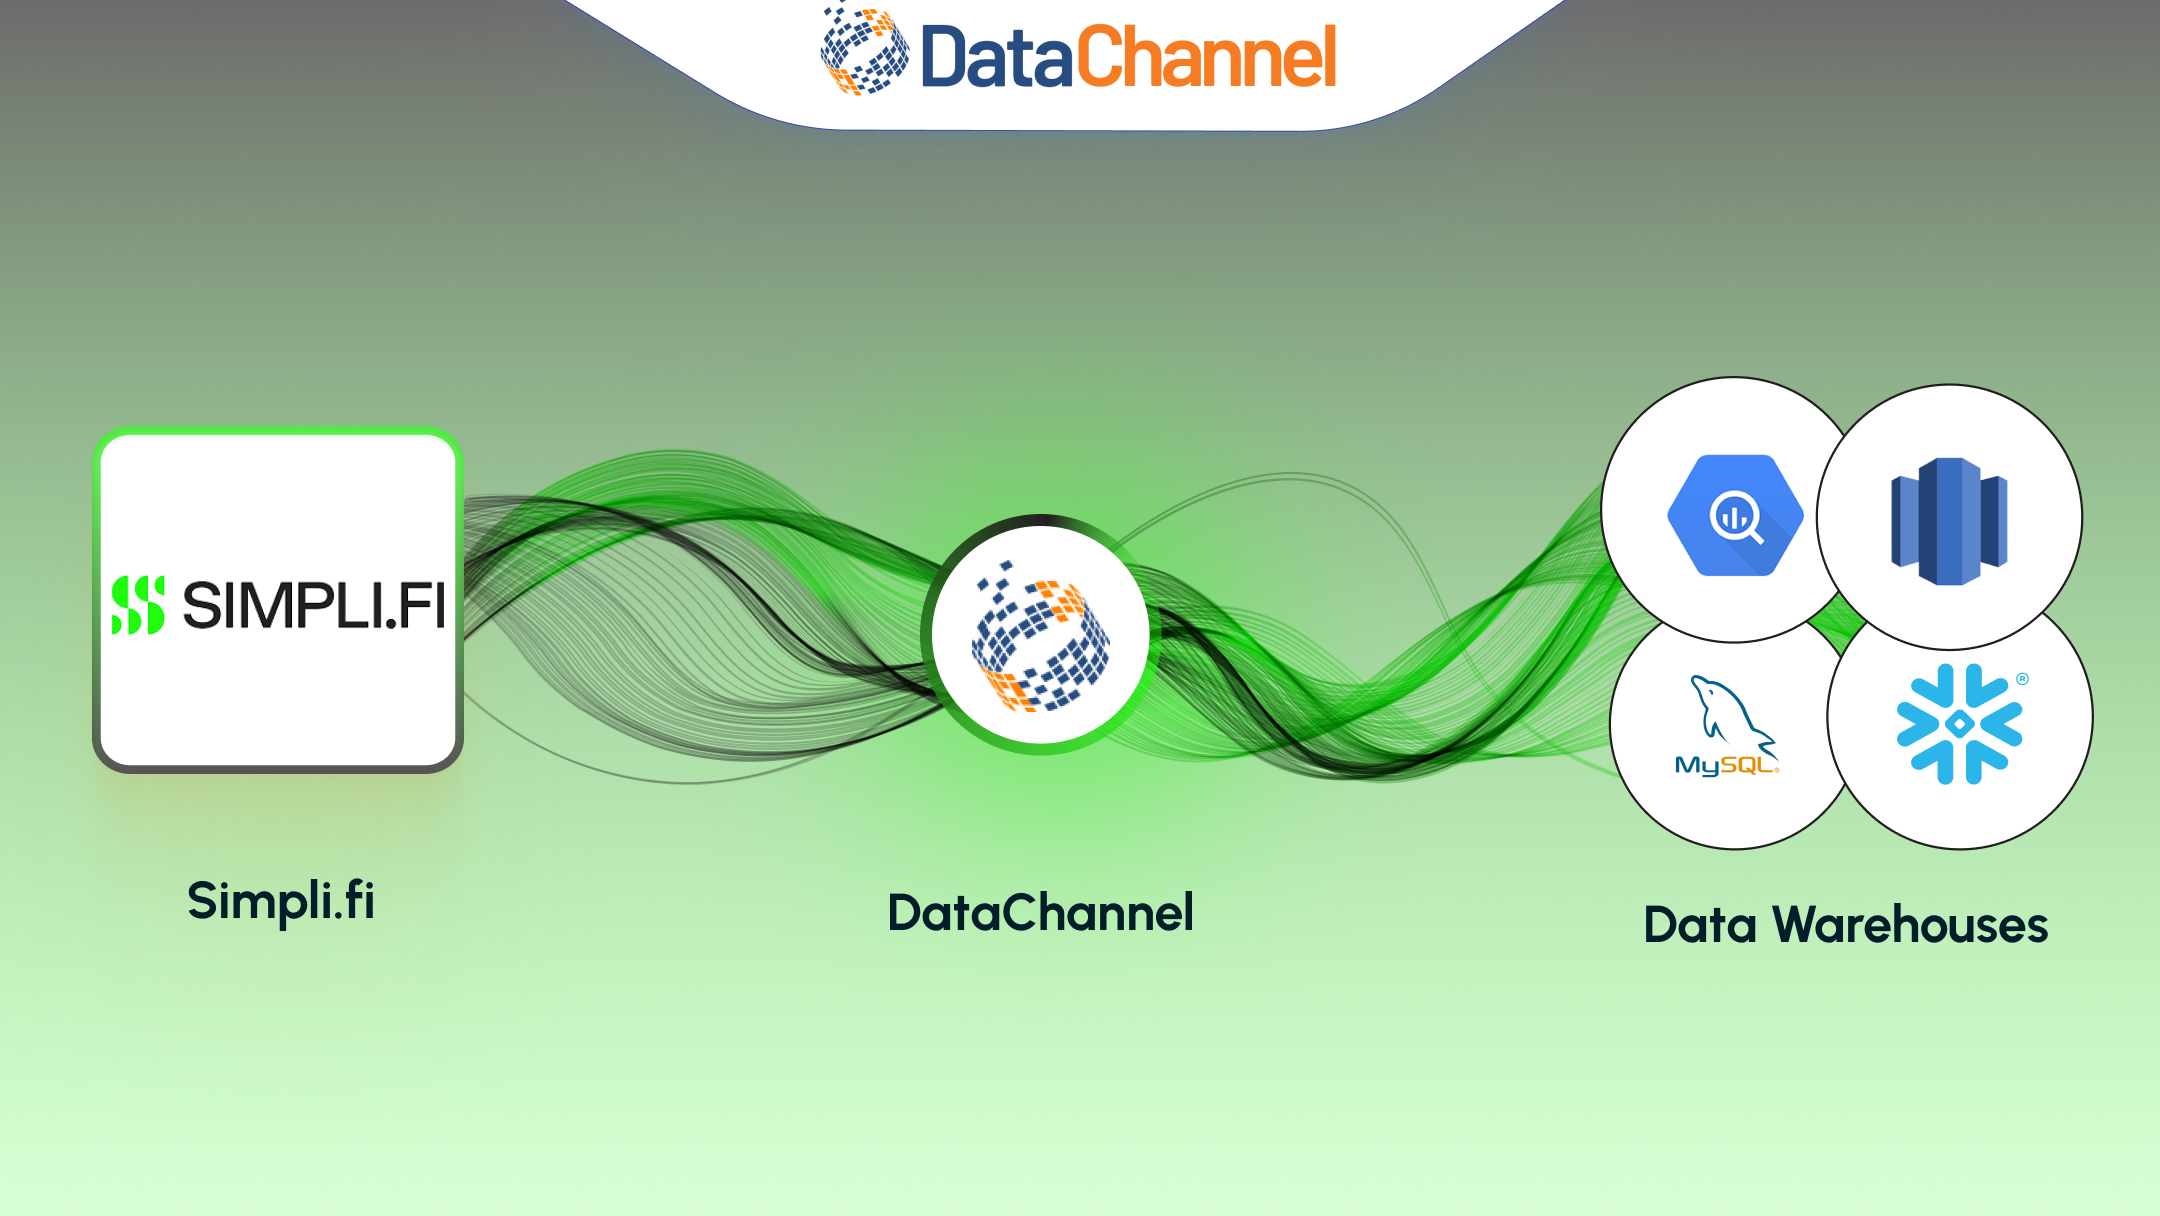 DataChannel
SIMPLI.FI
MySQL®
®
Simpli.fi
DataChannel
Data Warehouses